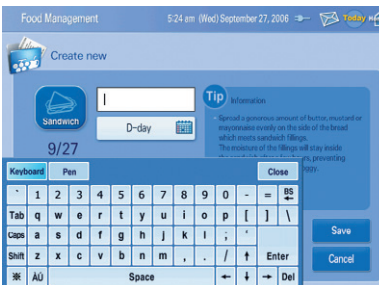 Food Management 5:24 am (Wed) September 27, 2006 Today
Create new
Sandwich
9/27
D-day
Tip Information
- Spread a generous amount of butter, mustard or
mayonnaise evenly on the side of the bread
which meets sandwich fillings.
The moisture of the fillings will stay inside
preventing
Keyboard Pen Close
` 1 2 3 4 5 6 7 8 9 0 - = BS
Tab q w e r t y u i o p [ ] \
Caps a s d f g h j k l ; '
Shift z x c v b n m , . / Enter
ÀÜ Space Del
Save
Cancel